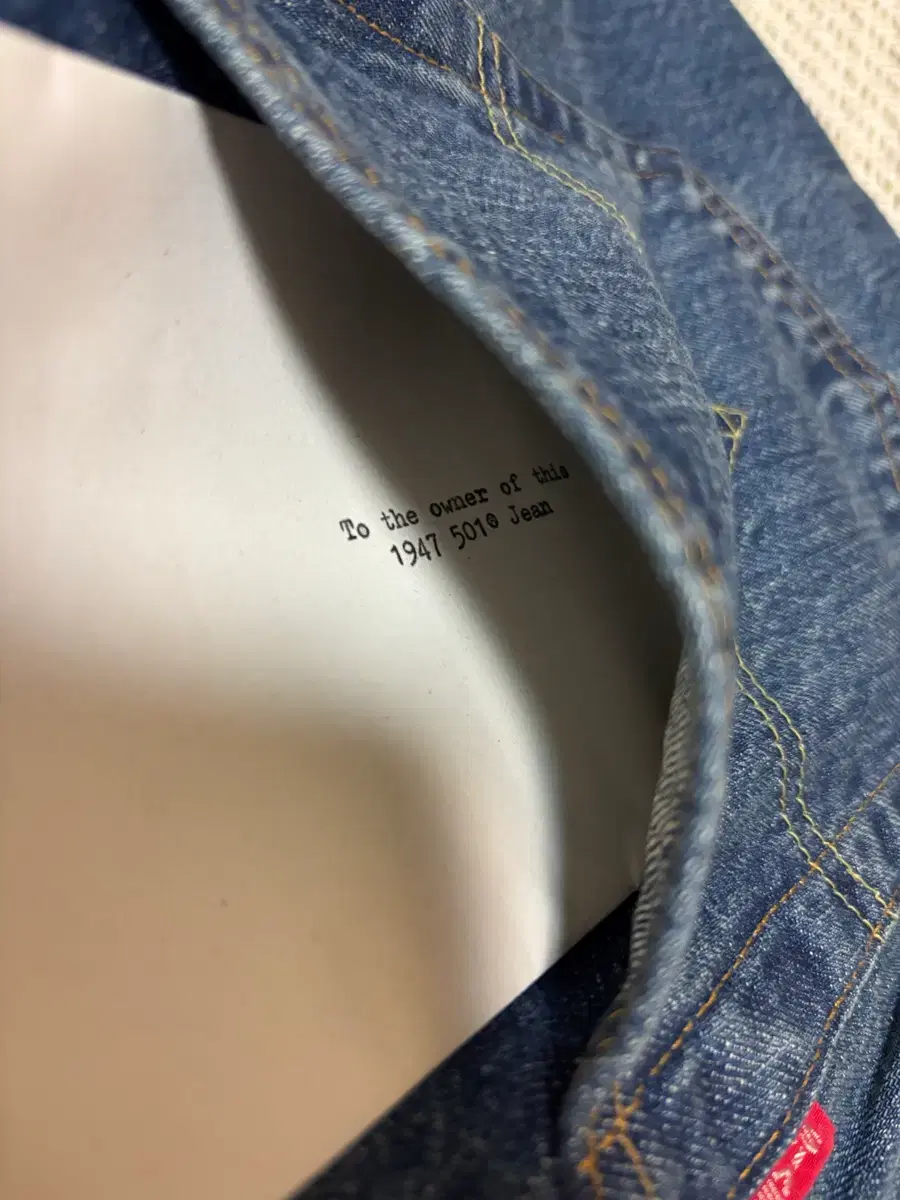 To the owner of this
1947 501® Jean